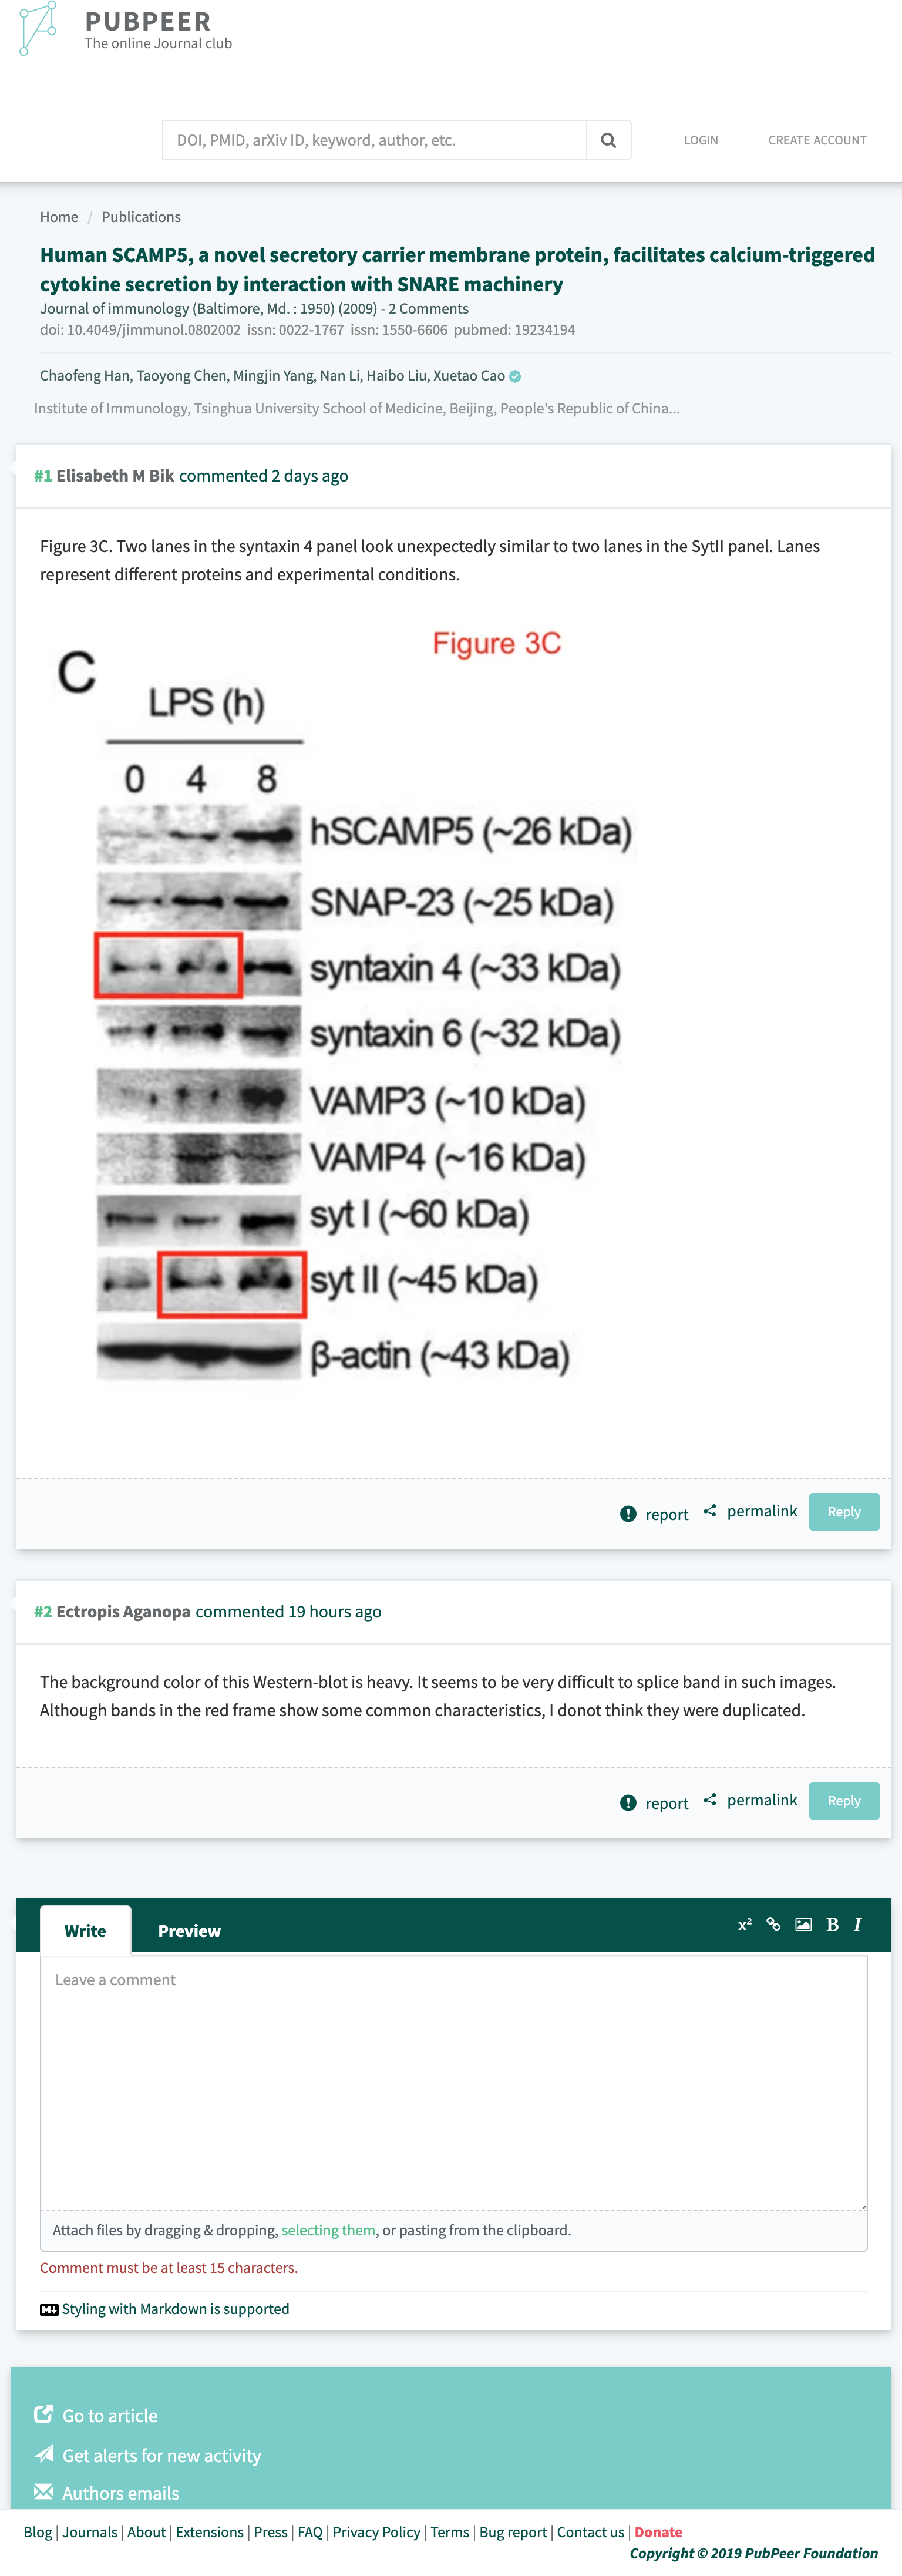 PUBPEER
The online Journal club
DOI, PMID, arXiv ID, keyword, author, etc.
LOGIN
CREATE ACCOUNT
Home / Publications
Human SCAMP5, a novel secretory carrier membrane protein, facilitates calcium-triggered
cytokine secretion by interaction with SNARE machinery
Journal of immunology (Baltimore, Md. : 1950) (2009) - 2 Comments
doi: 10.4049/jimmunol.0802002 issn: 0022-1767 issn: 1550-6606 pubmed: 19234194
Chaofeng Han, Taoyong Chen, Mingjin Yang, Nan Li, Haibo Liu, Xuetao Cao
Institute of Immunology, Tsinghua University School of Medicine, Beijing, People's Republic of China...
#1 Elisabeth M Bik commented 2 days ago
Figure 3C. Two lanes in the syntaxin 4 panel look unexpectedly similar to two lanes in the SytII panel. Lanes
represent different proteins and experimental conditions.
Figure 3C
C
LPS (h)
0 4 8
hSCAMP5 (~26 kDa)
SNAP-23 (~25 kDa)
syntaxin 4 (~33 kDa)
syntaxin 6 (~32 kDa)
VAMP3 (~10 kDa)
VAMP4 (~16 kDa)
syt I (~60 kDa)
syt II (~45 kDa)
β-actin (~43 kDa)
report permalink Reply
#2 Ectropis Aganopa commented 19 hours ago
The background color of this Western-blot is heavy. It seems to be very difficult to splice band in such images.
Although bands in the red frame show some common characteristics, I donot think they were duplicated.
report permalink Reply
Write Preview x² B I
Leave a comment
Attach files by dragging & dropping, selecting them, or pasting from the clipboard.
Comment must be at least 15 characters.
M↓ Styling with Markdown is supported
Go to article
Get alerts for new activity
Authors emails
Blog | Journals | About | Extensions | Press | FAQ | Privacy Policy | Terms | Bug report | Contact us | Donate
Copyright © 2019 PubPeer Foundation